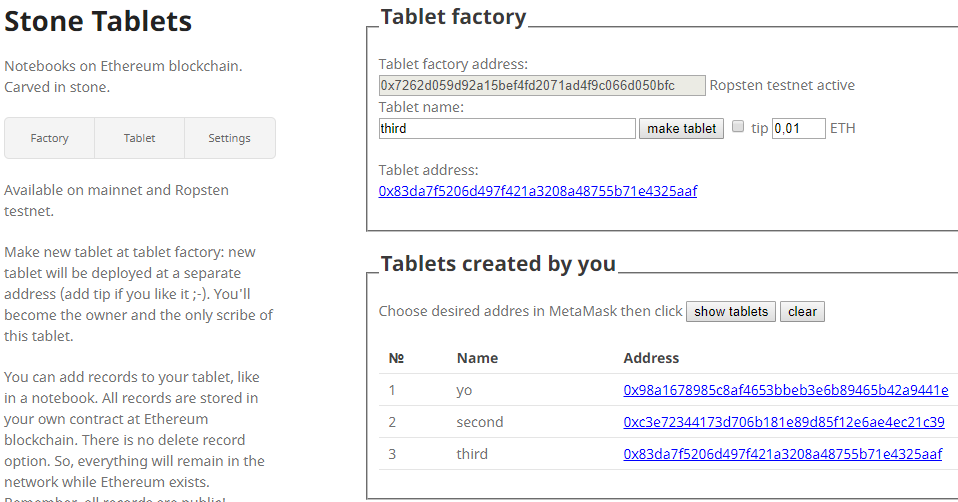 Stone Tablets
Notebooks on Ethereum blockchain.
Carved in stone.
Factory Tablet Settings
Available on mainnet and Ropsten
testnet.
Make new tablet at tablet factory: new
tablet will be deployed at a separate
address (add tip if you like it ;-). You'll
become the owner and the only scribe of
this tablet.
You can add records to your tablet, like
in a notebook. All records are stored in
your own contract at Ethereum
blockchain. There is no delete record
option. So, everything will remain in the
network while Ethereum exists.
Remember, all records are public!
Tablet factory
Tablet factory address:
0x7262d059d92a15bef4fd2071ad4f9c066d050bfc Ropsten testnet active
Tablet name:
third make tablet tip 0,01 ETH
Tablet address:
0x83da7f5206d497f421a3208a48755b71e4325aaf
Tablets created by you
Choose desired addres in MetaMask then click show tablets clear
№ Name Address
1 yo 0x98a1678985c8af4653bbeb3e6b89465b42a9441e
2 second 0xc3e72344173d706b181e89d85f12e6ae4ec21c39
3 third 0x83da7f5206d497f421a3208a48755b71e4325aaf